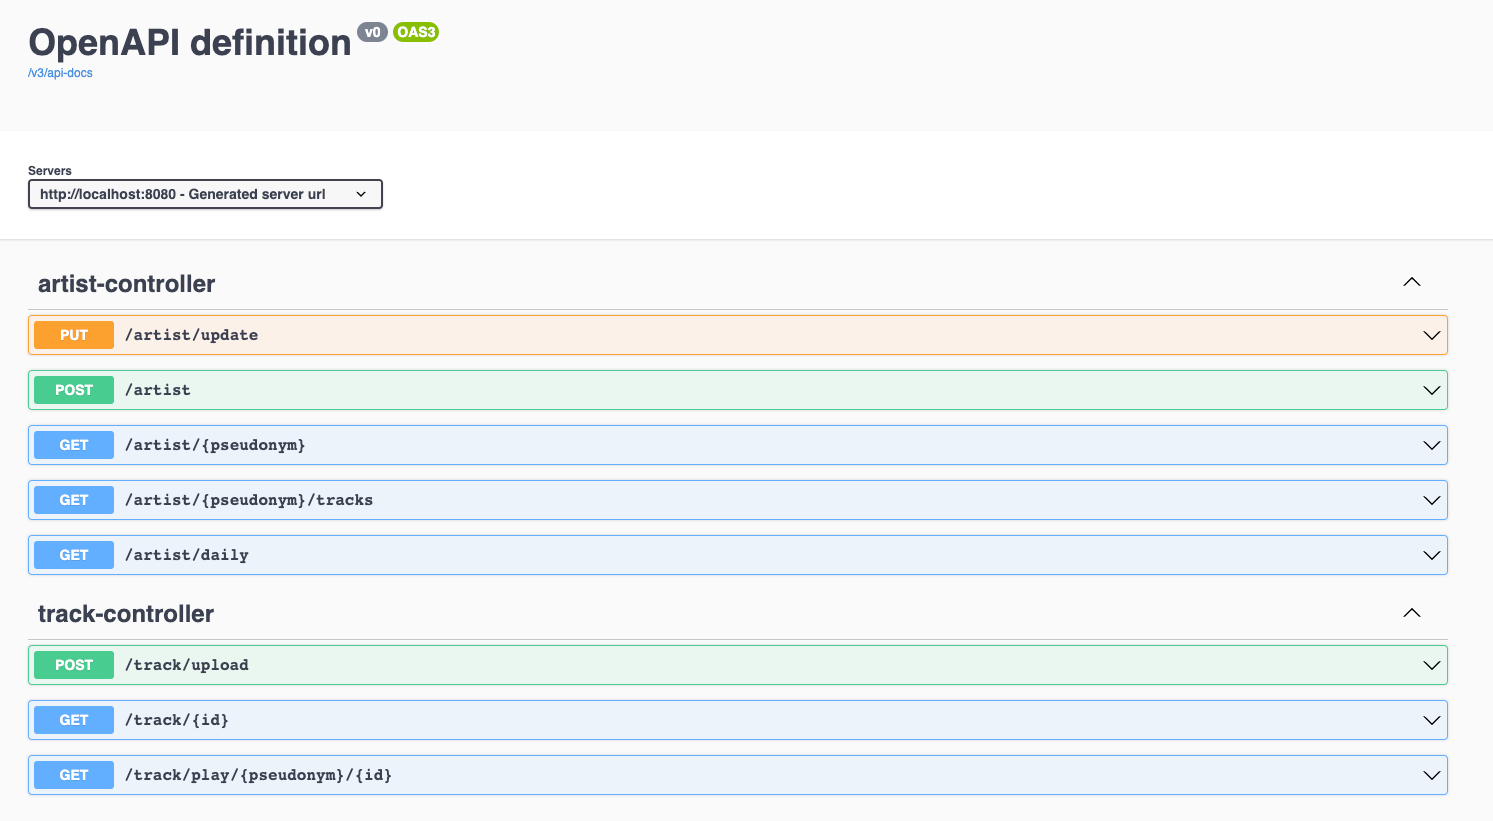 OpenAPI definition v0 OAS3
/v3/api-docs
Servers
http://localhost:8080 - Generated server url
artist-controller
PUT /artist/update
POST /artist
GET /artist/{pseudonym}
GET /artist/{pseudonym}/tracks
GET /artist/daily
track-controller
POST /track/upload
GET /track/{id}
GET /track/play/{pseudonym}/{id}